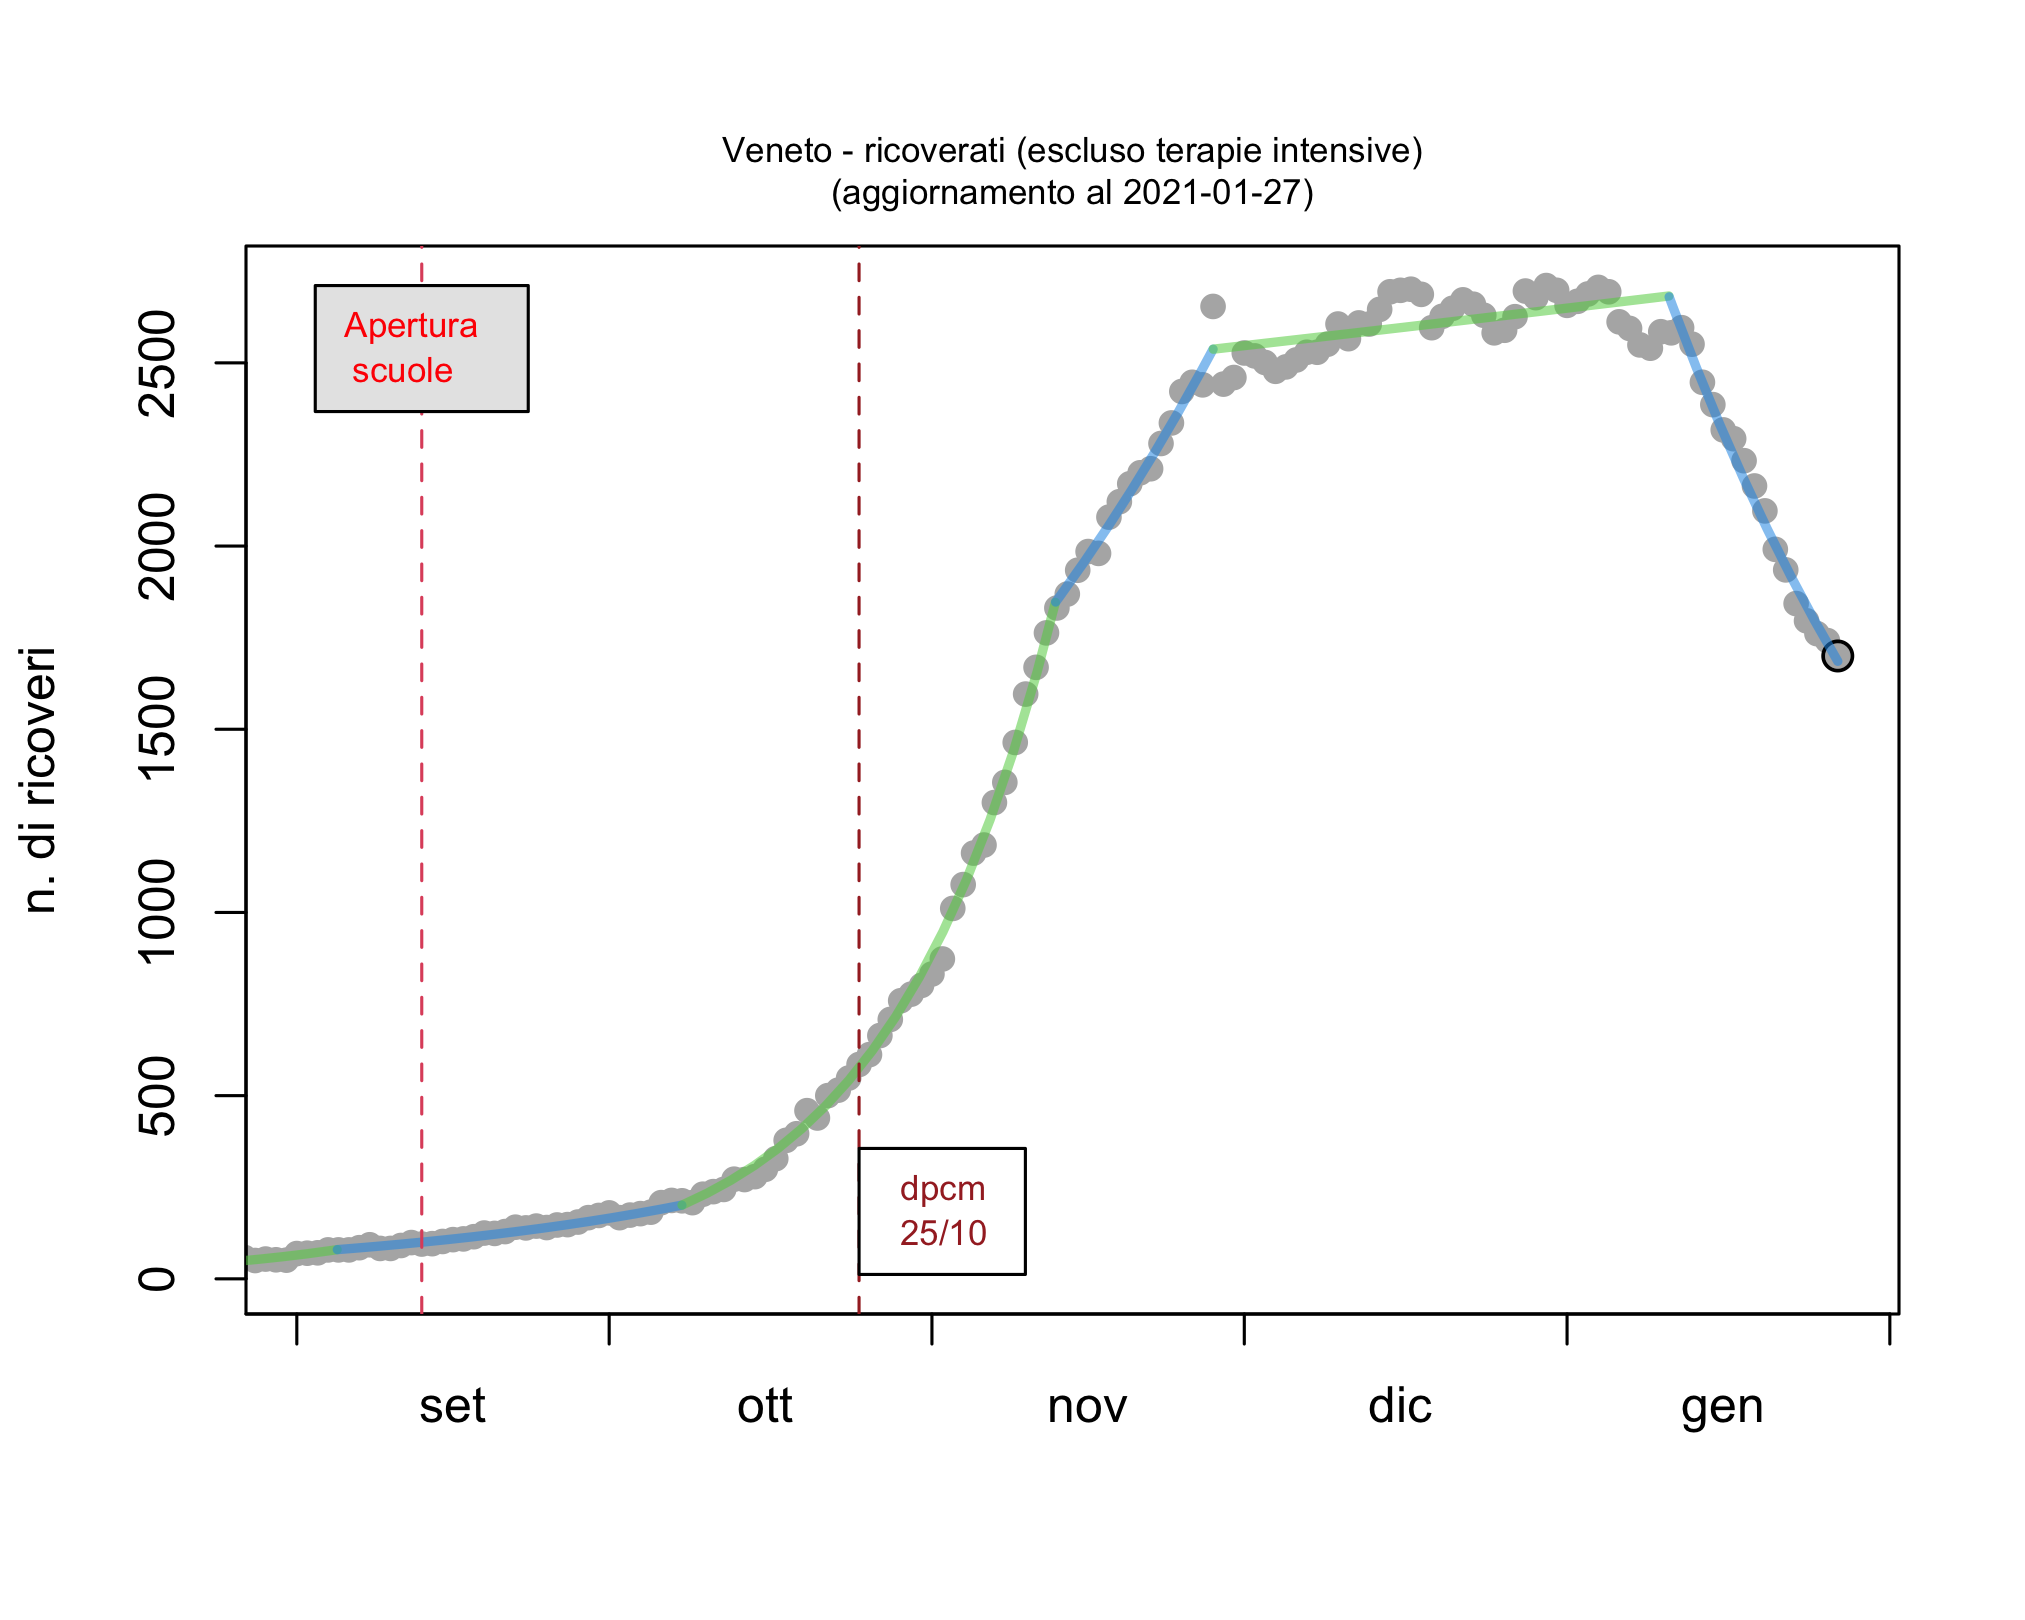 Veneto - ricoverati (escluso terapie intensive)
(aggiornamento al 2021-01-27)
n. di ricoveri
2500
2000
1500
1000
500
0
Apertura
scuole
dpcm
25/10
set
ott
nov
dic
gen